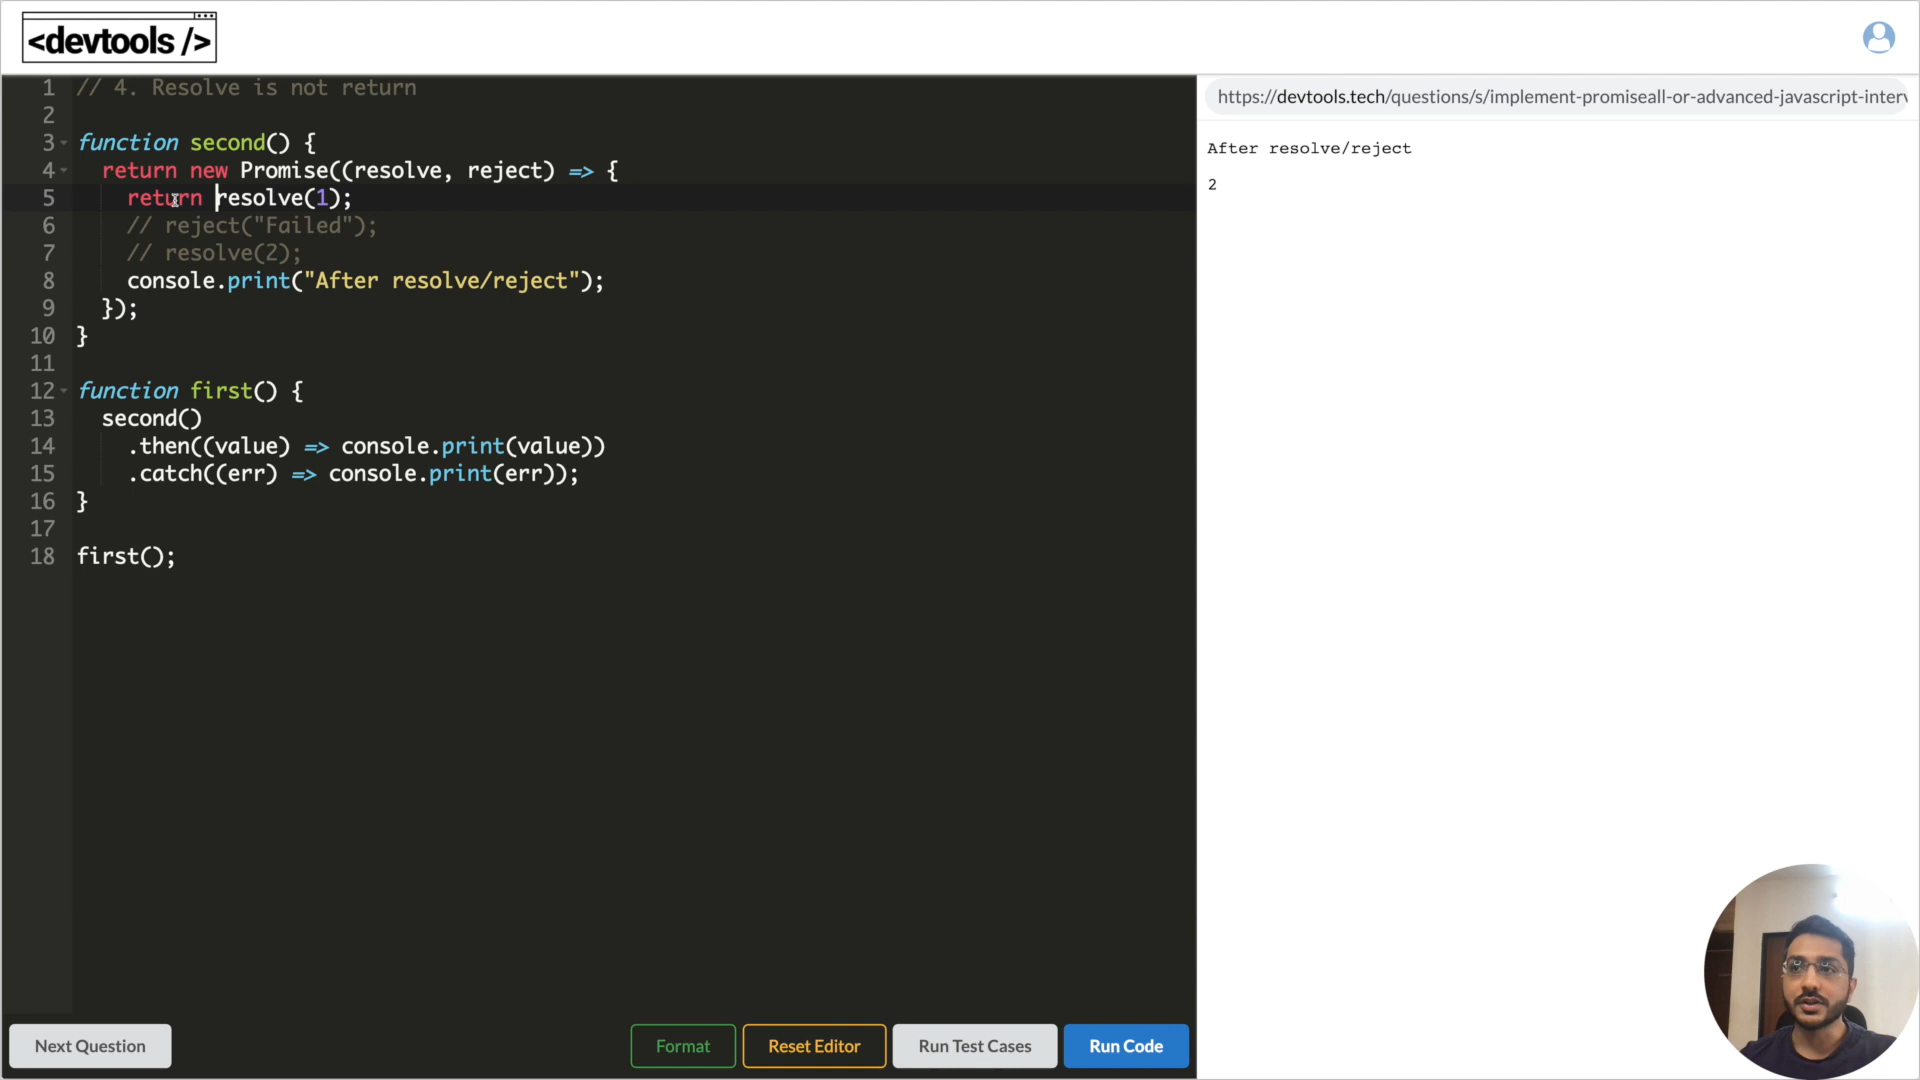 <devtools />
1 // 4. Resolve is not return
2
3 function second() {
4 return new Promise((resolve, reject) => {
5 return resolve(1);
6 // reject("Failed");
7 // resolve(2);
8 console.print("After resolve/reject");
9 });
10 }
11
12 function first() {
13 second()
14 .then((value) => console.print(value))
15 .catch((err) => console.print(err));
16 }
17
18 first();
https://devtools.tech/questions/s/implement-promiseall-or-advanced-javascript-interv
After resolve/reject
2
Next Question
Format
Reset Editor
Run Test Cases
Run Code